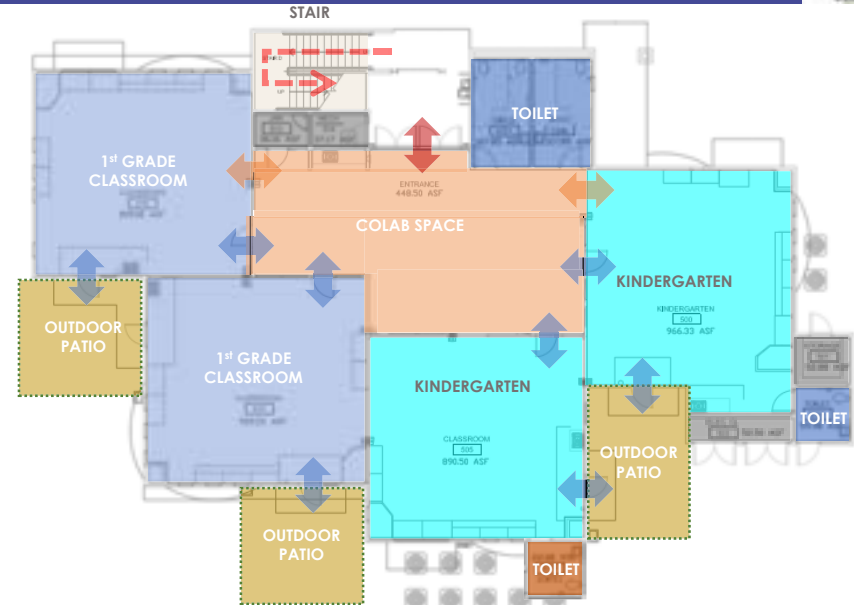 STAIR
UP
TOILET
1st GRADE
CLASSROOM
ENTRANCE
448.50 ASF
COLAB SPACE
KINDERGARTEN
KINDERGARTEN
500
966.33 ASF
OUTDOOR
PATIO
1st GRADE
CLASSROOM
KINDERGARTEN
TOILET
CLASSROOM
505
890.50 ASF
OUTDOOR
PATIO
OUTDOOR
PATIO
TOILET